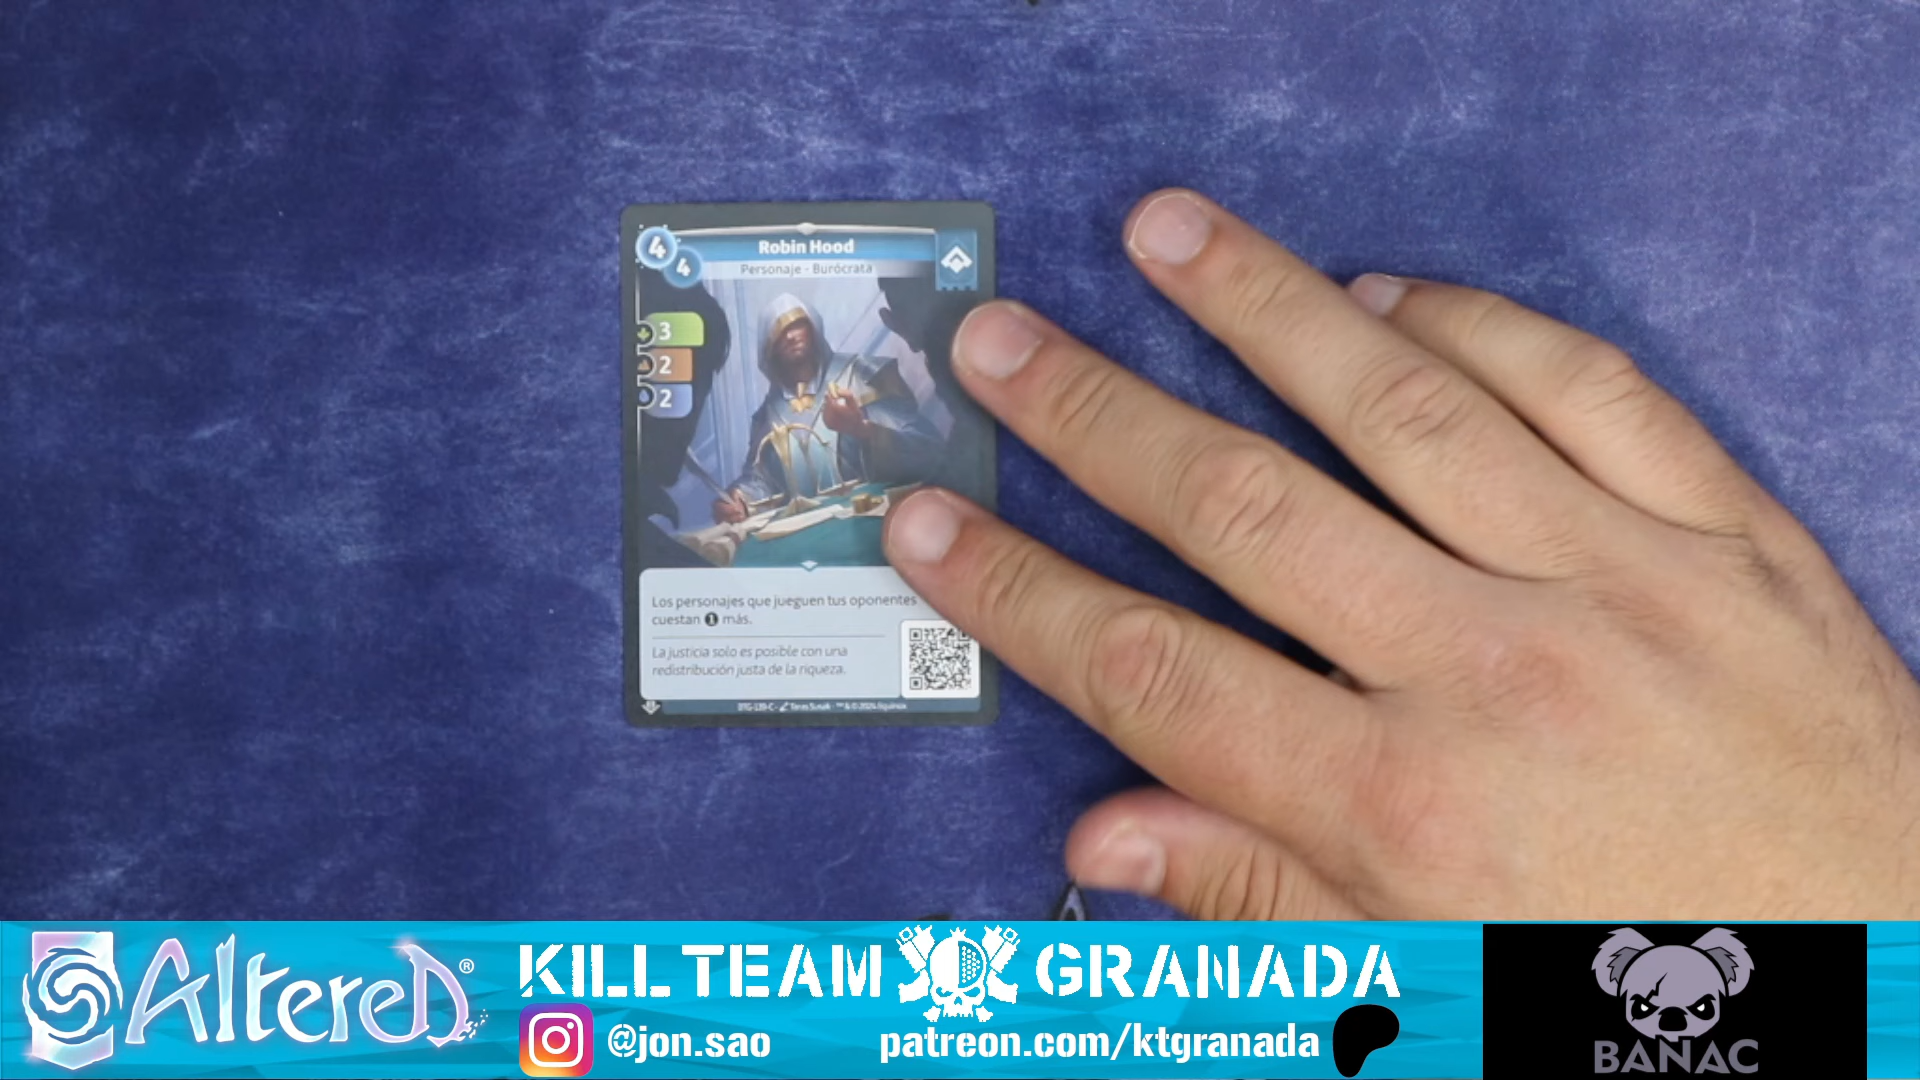 4
4
Robin Hood
Personaje - Burócrata
3
2
2
Los personajes que jueguen tus oponentes
cuestan 1 más.
La justicia solo es posible con una
redistribución justa de la riqueza.
Altered®
KILL TEAM GRANADA
@jon.sao
patreon.com/ktgranada
BANAC